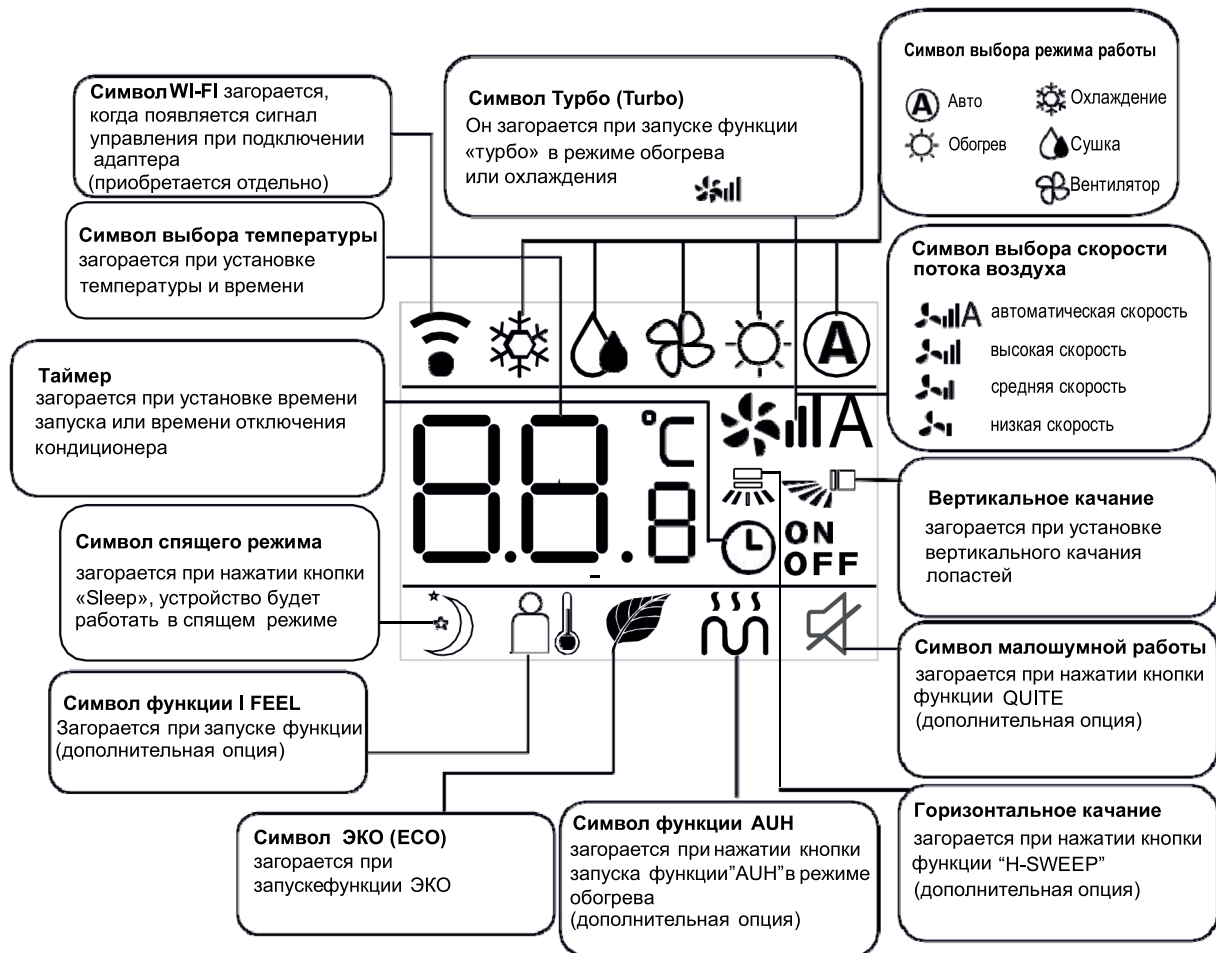 Символ WI-FI загорается,
когда появляется сигнал
управления при подключении
адаптера
(приобретается отдельно)
Символ Турбо (Turbo)
Он загорается при запуске функции
«турбо» в режиме обогрева
или охлаждения
Символ выбора режима работы
A Авто
Охлаждение
Обогрев
Сушка
Вентилятор
Символ выбора температуры
загорается при установке
температуры и времени
Символ выбора скорости
потока воздуха
A автоматическая скорость
высокая скорость
средняя скорость
низкая скорость
A
Таймер
загорается при установке времени
запуска или времени отключения
кондиционера
88.8 °C
A
ON
OFF
Вертикальное качание
загорается при установке
вертикального качания
лопастей
Символ спящего режима
загорается при нажатии кнопки
«Sleep», устройство будет
работать в спящем режиме
Символ малошумной работы
загорается при нажатии кнопки
функции QUITE
(дополнительная опция)
Символ функции I FEEL
Загорается при запуске функции
(дополнительная опция)
Символ ЭКО (ECO)
загорается при
запускефункции ЭКО
Символ функции AUH
загорается при нажатии кнопки
запуска функции”AUH”в режиме
обогрева
(дополнительная опция)
Горизонтальное качание
загорается при нажатии кнопки
функции “H-SWEEP”
(дополнительная опция)